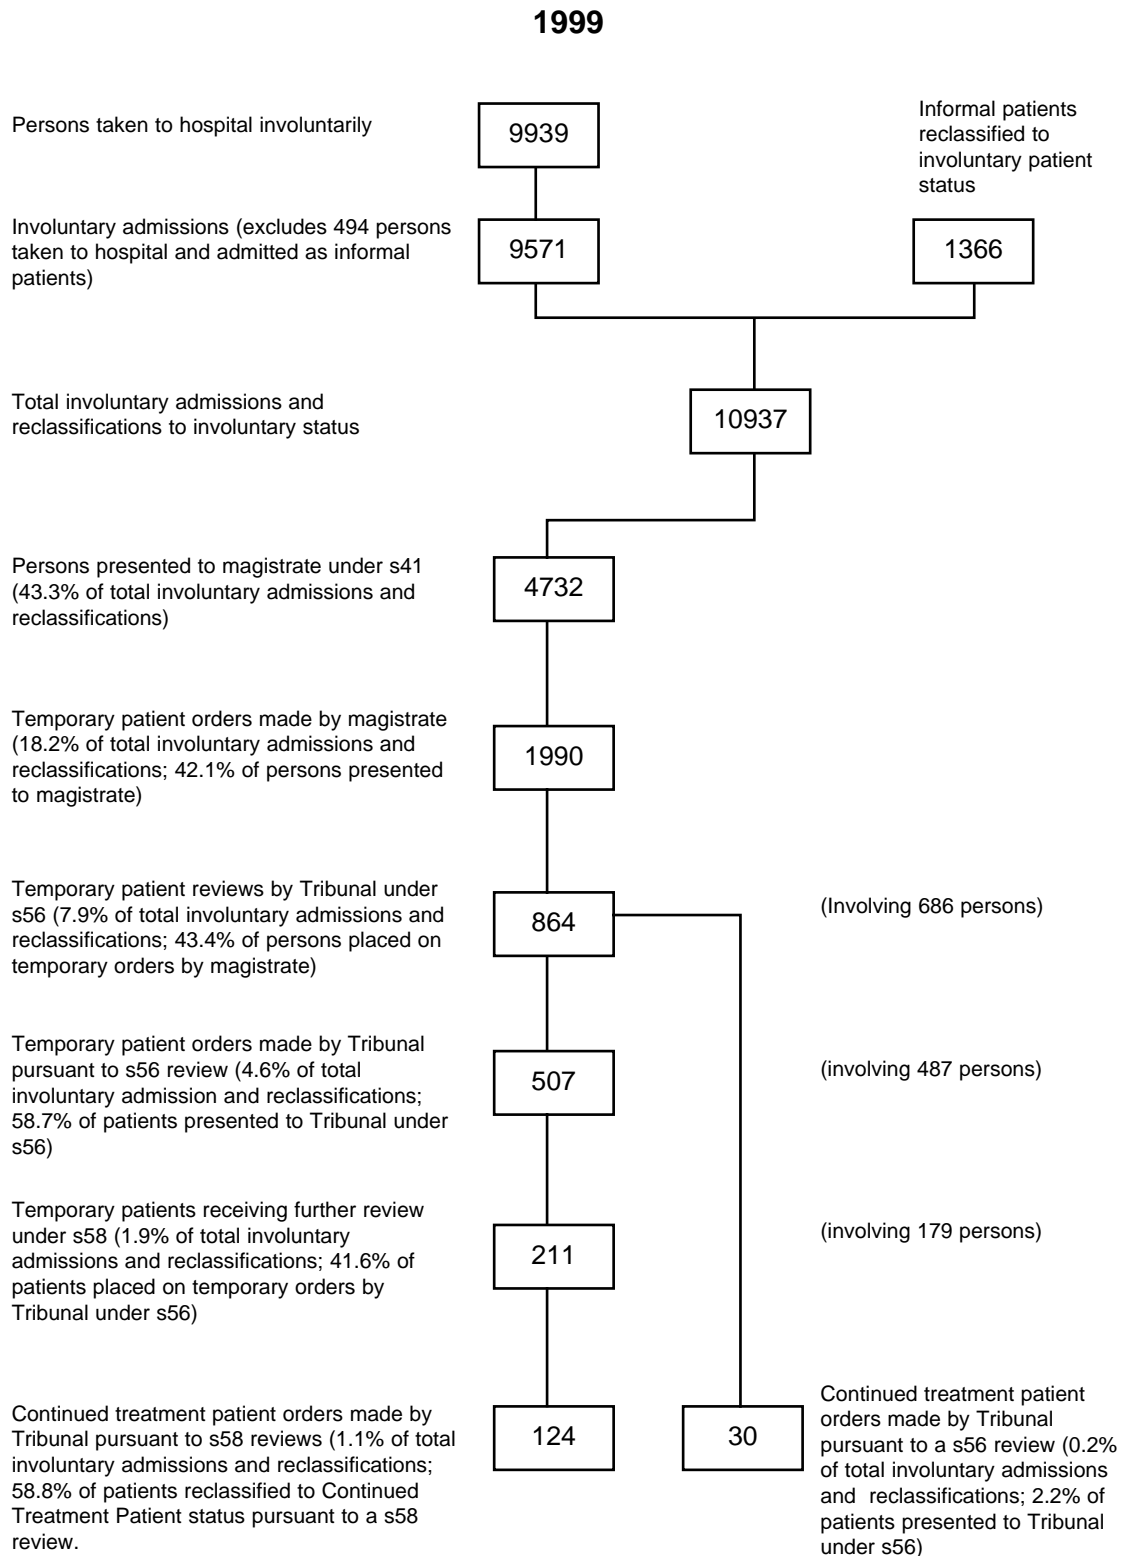 1999
Persons taken to hospital involuntarily
9939
Informal patients
reclassified to
involuntary patient
status
Involuntary admissions (excludes 494 persons
taken to hospital and admitted as informal
patients)
9571
1366
Total involuntary admissions and
reclassifications to involuntary status
10937
Persons presented to magistrate under s41
(43.3% of total involuntary admissions and
reclassifications)
4732
Temporary patient orders made by magistrate
(18.2% of total involuntary admissions and
reclassifications; 42.1% of persons presented
to magistrate)
1990
Temporary patient reviews by Tribunal under
s56 (7.9% of total involuntary admissions and
reclassifications; 43.4% of persons placed on
temporary orders by magistrate)
864
(Involving 686 persons)
Temporary patient orders made by Tribunal
pursuant to s56 review (4.6% of total
involuntary admission and reclassifications;
58.7% of patients presented to Tribunal under
s56)
507
(involving 487 persons)
Temporary patients receiving further review
under s58 (1.9% of total involuntary
admissions and reclassifications; 41.6% of
patients placed on temporary orders by
Tribunal under s56)
211
(involving 179 persons)
Continued treatment patient orders made by
Tribunal pursuant to s58 reviews (1.1% of total
involuntary admissions and reclassifications;
58.8% of patients reclassified to Continued
Treatment Patient status pursuant to a s58
review.
124
30
Continued treatment patient
orders made by Tribunal
pursuant to a s56 review (0.2%
of total involuntary admissions
and reclassifications; 2.2% of
patients presented to Tribunal
under s56)